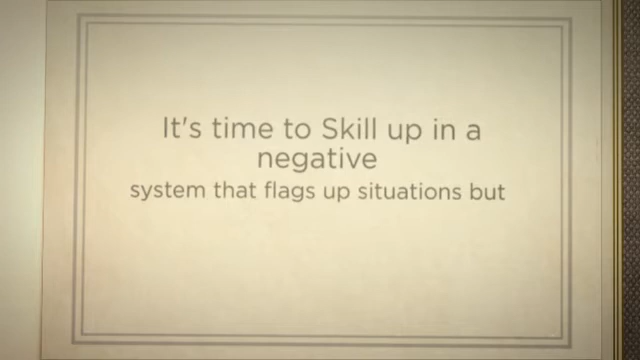 It's time to Skill up in a
negative
system that flags up situations but